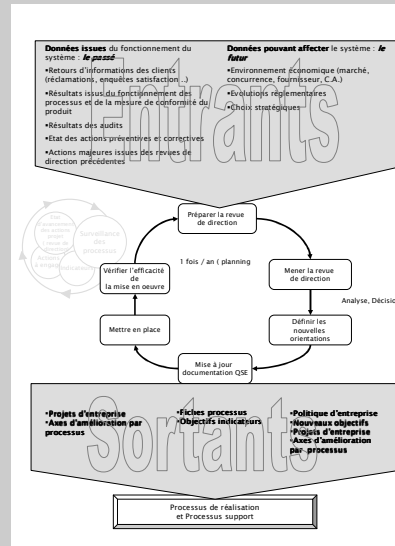 Données issues du fonctionnement du
système : le passé
•Retours d'informations des clients
(réclamations, enquètes satisfaction ..)
•Résultats issus du fonctionnement des
processus et de la mesure de conformité du
produit
•Résultats des audits
•Etat des actions préventives et correctives
•Actions majeures issues des revues de
direction précédentes
Données pouvant affecter le système : le
futur
•Environnement économique (marché,
concurrence, fournisseur, C.A.)
•Evolutions réglementaires
•Choix stratégiques
Entrants
Surveillance
des
processus
Préparer la revue
de direction
1 fois / an ( planning
Vérifier l'efficacité
de
la mise en oeuvre
Mener la revue
de direction
Analyse, Décisio
Mettre en place
Définir les
nouvelles
orientations
Mise à jour
documentation QSE
•Projets d'entreprise
•Axes d'amélioration par
processus
•Fiches processus
•Objectifs indicateurs
•Politique d'entreprise
•Nouveaux objectifs
•Projets d'entreprise
•Axes d'amélioration
par processus
Sortants
Processus de réalisation
et Processus support